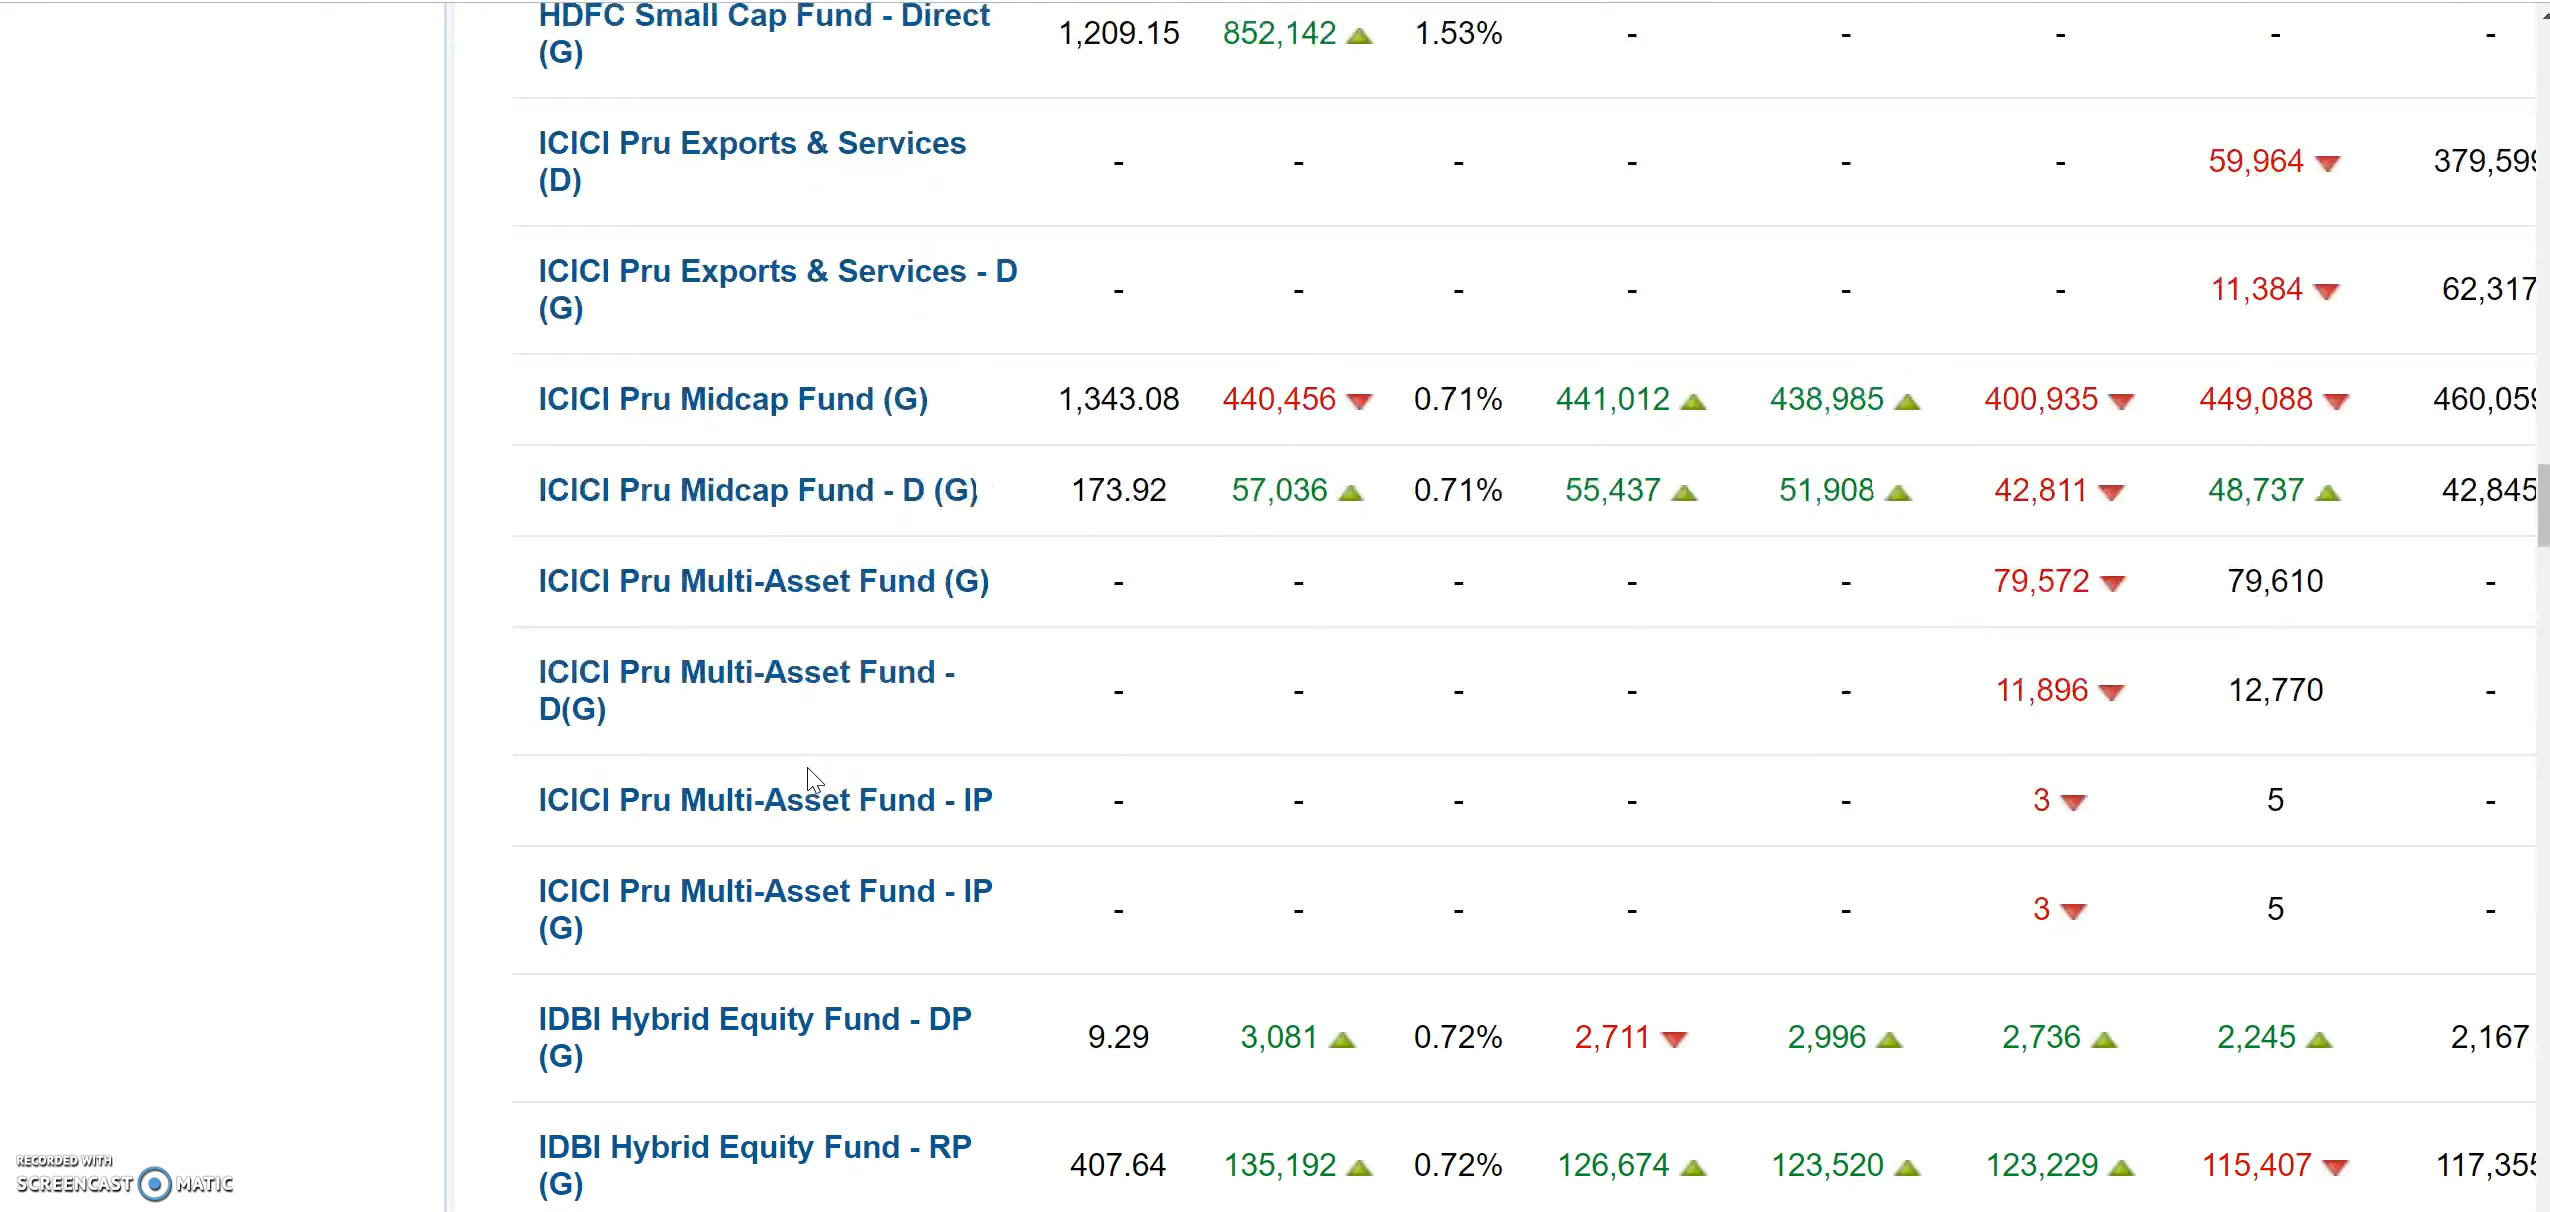 HDFC Small Cap Fund - Direct
(G) 1,209.15 852,142 1.53% - - - - -
ICICI Pru Exports & Services
(D) - - - - - - 59,964 379,599
ICICI Pru Exports & Services - D
(G) - - - - - - 11,384 62,317
ICICI Pru Midcap Fund (G) 1,343.08 440,456 0.71% 441,012 438,985 400,935 449,088 460,059
ICICI Pru Midcap Fund - D (G) 173.92 57,036 0.71% 55,437 51,908 42,811 48,737 42,845
ICICI Pru Multi-Asset Fund (G) - - - - - 79,572 79,610 -
ICICI Pru Multi-Asset Fund -
D(G) - - - - - 11,896 12,770 -
ICICI Pru Multi-Asset Fund - IP - - - - - 3 5 -
ICICI Pru Multi-Asset Fund - IP
(G) - - - - - 3 5 -
IDBI Hybrid Equity Fund - DP
(G) 9.29 3,081 0.72% 2,711 2,996 2,736 2,245 2,167
IDBI Hybrid Equity Fund - RP
(G) 407.64 135,192 0.72% 126,674 123,520 123,229 115,407 117,355
RECORDED WITH
SCREENCAST MATIC